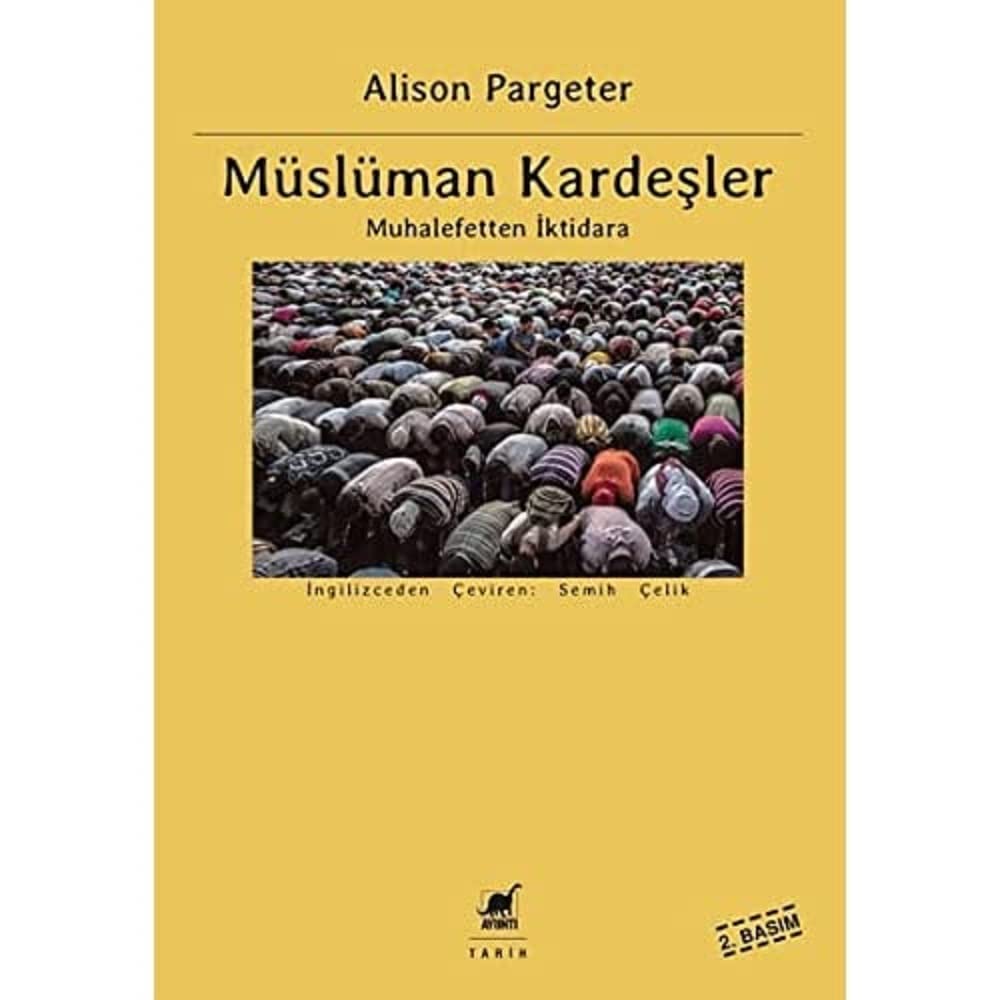 Alison Pargeter
Müslüman Kardeşler
Muhalefetten İktidara
İngilizceden Çeviren: Semih Çelik
AYRINTI
TARİH
2. BASIM